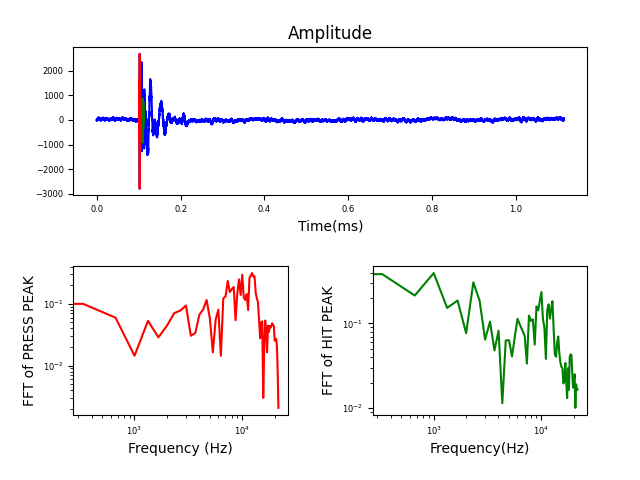 Amplitude
2000
1000
0
−1000
−2000
−3000
0.0 0.2 0.4 0.6 0.8 1.0
Time(ms)
FFT of PRESS PEAK
10⁻¹
10⁻²
10³ 10⁴
Frequency (Hz)
FFT of HIT PEAK
10⁻¹
10⁻²
10³ 10⁴
Frequency(Hz)